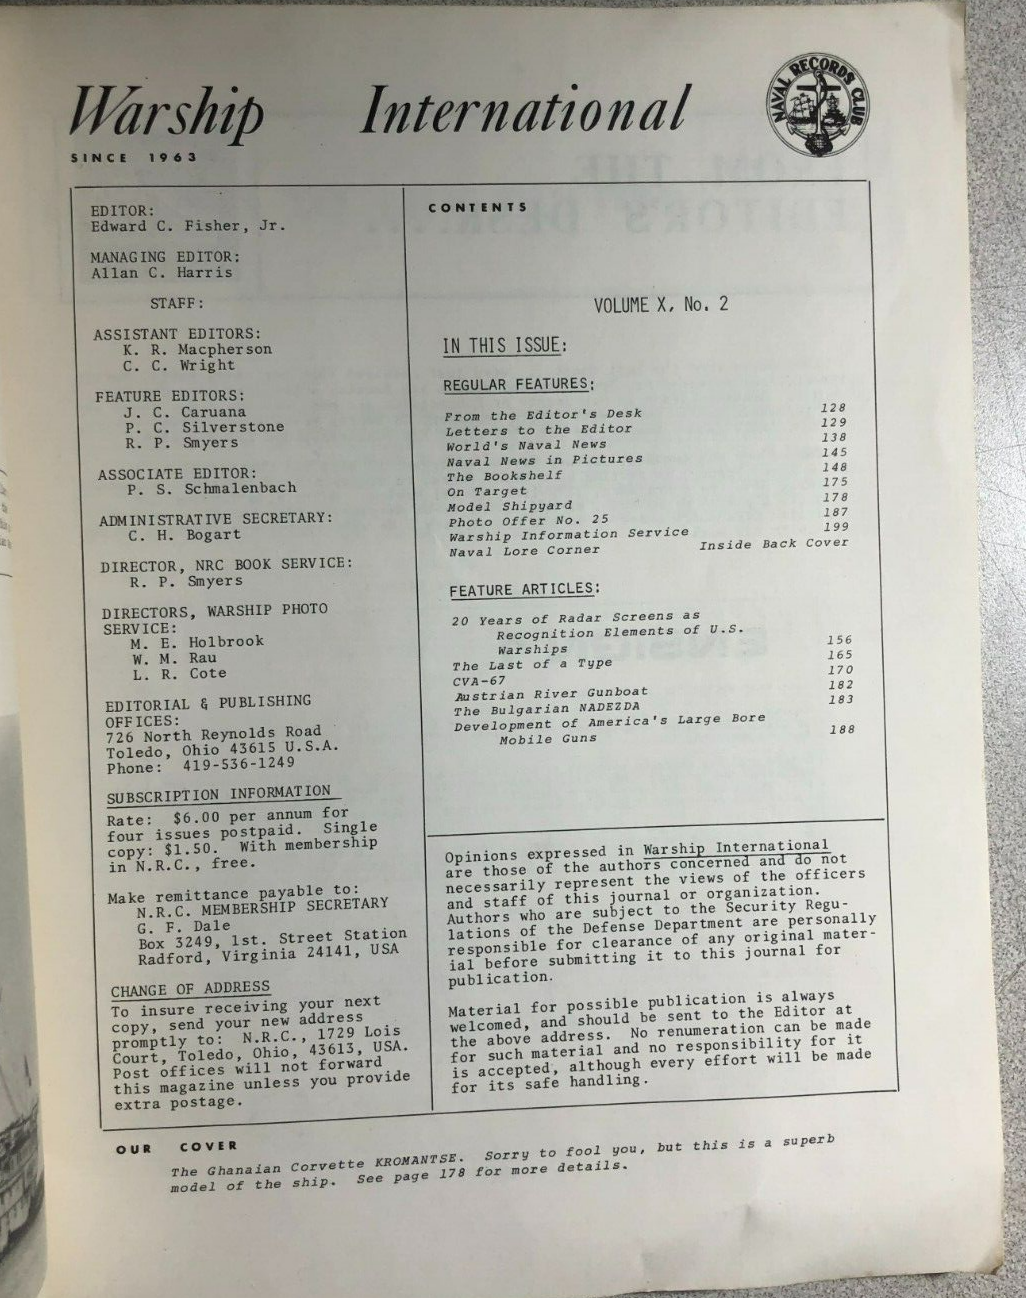 Warship International
NAVAL RECORDS CLUB
SINCE 1963
EDITOR:
Edward C. Fisher, Jr.
MANAGING EDITOR:
Allan C. Harris
STAFF:
ASSISTANT EDITORS:
K. R. Macpherson
C. C. Wright
FEATURE EDITORS:
J. C. Caruana
P. C. Silverstone
R. P. Smyers
ASSOCIATE EDITOR:
P. S. Schmalenbach
ADMINISTRATIVE SECRETARY:
C. H. Bogart
DIRECTOR, NRC BOOK SERVICE:
R. P. Smyers
DIRECTORS, WARSHIP PHOTO
SERVICE:
M. E. Holbrook
W. M. Rau
L. R. Cote
EDITORIAL & PUBLISHING
OFFICES:
726 North Reynolds Road
Toledo, Ohio 43615 U.S.A.
Phone: 419-536-1249
SUBSCRIPTION INFORMATION
Rate: $6.00 per annum for
four issues postpaid. Single
copy: $1.50. With membership
in N.R.C., free.
Make remittance payable to:
N.R.C. MEMBERSHIP SECRETARY
G. F. Dale
Box 3249, 1st. Street Station
Radford, Virginia 24141, USA
CHANGE OF ADDRESS
To insure receiving your next
copy, send your new address
promptly to: N.R.C., 1729 Lois
Court, Toledo, Ohio, 43613, USA.
Post offices will not forward
this magazine unless you provide
extra postage.
CONTENTS
VOLUME X, No. 2
IN THIS ISSUE:
REGULAR FEATURES:
From the Editor's Desk 128
Letters to the Editor 129
World's Naval News 138
Naval News in Pictures 145
The Bookshelf 148
On Target 175
Model Shipyard 178
Photo Offer No. 25 187
Warship Information Service 199
Naval Lore Corner Inside Back Cover
FEATURE ARTICLES:
20 Years of Radar Screens as
Recognition Elements of U.S.
Warships 156
The Last of a Type 165
CVA-67 170
Austrian River Gunboat 182
The Bulgarian NADEZDA 183
Development of America's Large Bore
Mobile Guns 188
Opinions expressed in Warship International
are those of the authors concerned and do not
necessarily represent the views of the officers
and staff of this journal or organization.
Authors who are subject to the Security Regu-
lations of the Defense Department are personally
responsible for clearance of any original mater-
ial before submitting it to this journal for
publication.
Material for possible publication is always
welcomed, and should be sent to the Editor at
the above address. No renumeration can be made
for such material and no responsibility for it
is accepted, although every effort will be made
for its safe handling.
OUR COVER
The Ghanaian Corvette KROMANTSE. Sorry to fool you, but this is a superb
model of the ship. See page 178 for more details.